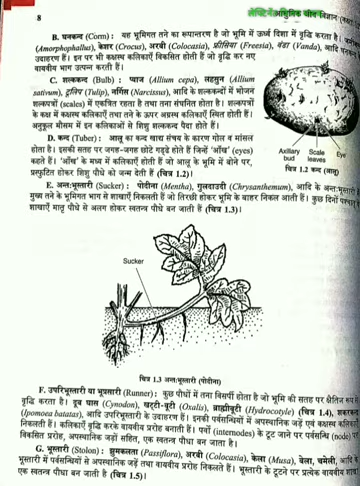 8
B. घनकन्द (Corn) : यह भूमिगत तने का रूपान्तरण है जो भूमि में ऊर्ध्व दिशा में वृद्धि करता है।
(Amorphophallus), केशर (Crocus), अरबी (Colocasia), फ्रीसिया (Freesia), वंडा (Vanda), आदि
उदाहरण हैं। इन पर भी कक्षस्थ कलिकाएँ विकसित होती हैं जो वृद्धि कर नए
वायवीय भाग उत्पन्न करती हैं।
C. शल्ककन्द (Bulb) : प्याज (Allium cepa), लहसुन (Allium
sativum), ट्यूलिप (Tulip), नर्गिस (Narcissus), आदि के शल्ककन्दों में भोजन
शल्कपत्रों (scales) में एकत्रित रहता है तथा तना संघनित होता है। शल्कपत्रों
के कक्ष में कक्षस्थ कलिकाएँ तथा तने के ऊपर अग्रस्थ कलिकाएँ स्थित होती हैं।
अनुकूल मौसम में इन कलिकाओं से शिशु शल्ककन्द पैदा होते हैं।
D. कन्द (Tuber) : आलू का कन्द खाद्य संचय के कारण गोल व मांसल
होता है। इसकी सतह पर जगह-जगह छोटे गड्ढे होते हैं जिन्हें 'आँख' (eyes)
कहते हैं। 'आँख' के मध्य में कलिकाएँ होती हैं जो आलू के भूमि में बोने पर,
प्रस्फुटित होकर शिशु पौधे को जन्म देती हैं (चित्र 1.2)।
Axillary bud
Scale leaves
Eye
चित्र 1.2 कन्द (आलू)
E. अन्तःभूस्तारी (Sucker) : पोदीना (Mentha), गुलदाउदी (Chrysanthemum), आदि के अन्तःभूस्तारी
मुख्य तने के भूमिगत भाग से शाखाएँ निकलती हैं जो तिरछी होकर भूमि के बाहर निकल आती हैं। कुछ दिनों
शाखाएँ मातृ पौधे से अलग होकर स्वतन्त्र पौधे बन जाती हैं (चित्र 1.3)।
Sucker
चित्र 1.3 अन्तःभूस्तारी (पोदीना)
F. उपरिभूस्तारी या भूप्रसारी (Runner) : कुछ पौधों में तना विसर्पी होता है जो भूमि की सतह पर क्षैतिज रूप
वृद्धि करता है। दूब घास (Cynodon), खट्टी-बूटी (Oxalis), ब्राह्मीबूटी (Hydrocotyle) (चित्र 1.4),
(Ipomoea batatas), आदि उपरिभूस्तारी के उदाहरण हैं। इनकी पर्वसन्धियों में अपस्थानिक जड़ें एवं कक्षस्थ
निकलती हैं। कलिकाएँ वृद्धि करके वायवीय प्ररोह बनाती हैं। पर्वों (internodes) के टूट जाने पर पर्वसन्धि (node)
विकसित प्ररोह, अपस्थानिक जड़ों सहित, एक स्वतन्त्र पौधा बन जाता है।
G. भूस्तारी (Stolon) : झुमकलता (Passiflora), अरबी (Colocasia), केला (Musa), बेला, चमेली, आदि
भूस्तारी में पर्वसन्धियों से अपस्थानिक जड़ें तथा वायवीय प्ररोह निकलते हैं। भूस्तारी के टूटने पर प्रत्येक वायवीय
एक स्वतन्त्र पौधा बन जाता है (चित्र 1.5)।